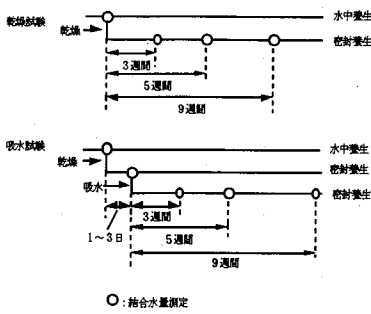 乾燥試験
水中養生
乾燥
密封養生
3週間
5週間
9週間
吸水試験
水中養生
乾燥
密封養生
吸水
密封養生
3週間
1～3日
5週間
9週間
○:結合水量測定